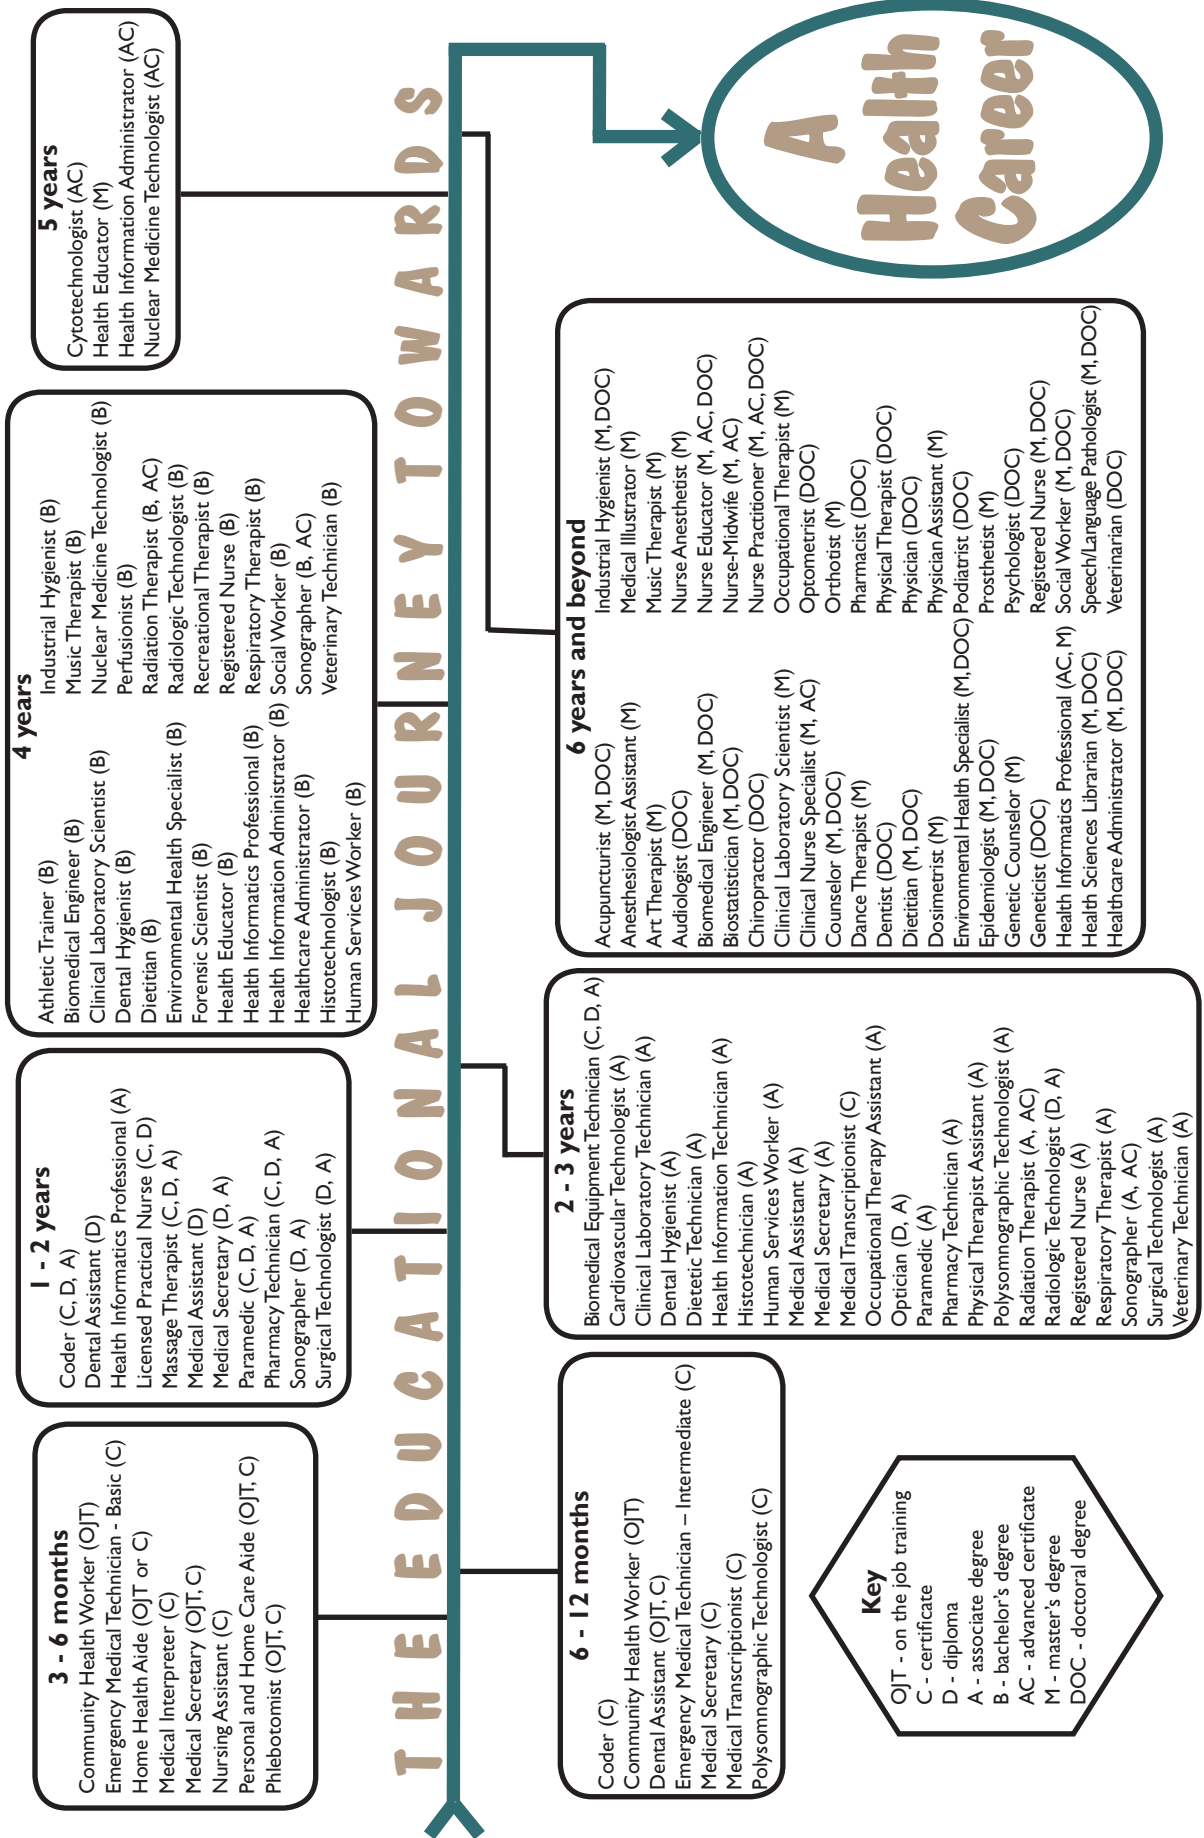 3 - 6 months
Community Health Worker (OJT)
Emergency Medical Technician - Basic (C)
Home Health Aide (OJT or C)
Medical Interpreter (C)
Medical Secretary (OJT, C)
Nursing Assistant (C)
Personal and Home Care Aide (OJT, C)
Phlebotomist (OJT, C)
1 - 2 years
Coder (C, D, A)
Dental Assistant (D)
Health Informatics Professional (A)
Licensed Practical Nurse (C, D)
Massage Therapist (C, D, A)
Medical Assistant (D)
Medical Secretary (D, A)
Paramedic (C, D, A)
Pharmacy Technician (C, D, A)
Sonographer (D, A)
Surgical Technologist (D, A)
4 years
Athletic Trainer (B)
Biomedical Engineer (B)
Clinical Laboratory Scientist (B)
Dental Hygienist (B)
Dietitian (B)
Environmental Health Specialist (B)
Forensic Scientist (B)
Health Educator (B)
Health Informatics Professional (B)
Health Information Administrator (B)
Healthcare Administrator (B)
Histotechnologist (B)
Human Services Worker (B)
Industrial Hygienist (B)
Music Therapist (B)
Nuclear Medicine Technologist (B)
Perfusionist (B)
Radiation Therapist (B, AC)
Radiologic Technologist (B)
Recreational Therapist (B)
Registered Nurse (B)
Respiratory Therapist (B)
Social Worker (B)
Sonographer (B, AC)
Veterinary Technician (B)
5 years
Cytotechnologist (AC)
Health Educator (M)
Health Information Administrator (AC)
Nuclear Medicine Technologist (AC)
THE EDUCATIONAL JOURNEY TOWARDS
6 - 12 months
Coder (C)
Community Health Worker (OJT)
Dental Assistant (OJT, C)
Emergency Medical Technician – Intermediate (C)
Medical Secretary (C)
Medical Transcriptionist (C)
Polysomnographic Technologist (C)
2 - 3 years
Biomedical Equipment Technician (C, D, A)
Cardiovascular Technologist (A)
Clinical Laboratory Technician (A)
Dental Hygienist (A)
Dietetic Technician (A)
Health Information Technician (A)
Histotechnician (A)
Human Services Worker (A)
Medical Assistant (A)
Medical Secretary (A)
Medical Transcriptionist (C)
Occupational Therapy Assistant (A)
Optician (D, A)
Paramedic (A)
Pharmacy Technician (A)
Physical Therapist Assistant (A)
Polysomnographic Technologist (A)
Radiation Therapist (A, AC)
Radiologic Technologist (D, A)
Registered Nurse (A)
Respiratory Therapist (A)
Sonographer (A, AC)
Surgical Technologist (A)
Veterinary Technician (A)
6 years and beyond
Acupuncturist (M, DOC)
Anesthesiologist Assistant (M)
Art Therapist (M)
Audiologist (DOC)
Biomedical Engineer (M, DOC)
Biostatistician (M, DOC)
Chiropractor (DOC)
Clinical Laboratory Scientist (M)
Clinical Nurse Specialist (M, AC)
Counselor (M, DOC)
Dance Therapist (M)
Dentist (DOC)
Dietitian (M, DOC)
Dosimetrist (M)
Environmental Health Specialist (M,DOC)
Epidemiologist (M, DOC)
Genetic Counselor (M)
Geneticist (DOC)
Health Informatics Professional (AC, M)
Health Sciences Librarian (M, DOC)
Healthcare Administrator (M, DOC)
Industrial Hygienist (M, DOC)
Medical Illustrator (M)
Music Therapist (M)
Nurse Anesthetist (M)
Nurse Educator (M, AC, DOC)
Nurse-Midwife (M, AC)
Nurse Practitioner (M, AC, DOC)
Occupational Therapist (M)
Optometrist (DOC)
Orthotist (M)
Pharmacist (DOC)
Physical Therapist (DOC)
Physician (DOC)
Physician Assistant (M)
Podiatrist (DOC)
Prosthetist (M)
Psychologist (DOC)
Registered Nurse (M, DOC)
Social Worker (M, DOC)
Speech/Language Pathologist (M, DOC)
Veterinarian (DOC)
A
Health
Career
Key
OJT - on the job training
C - certificate
D - diploma
A - associate degree
B - bachelor's degree
AC - advanced certificate
M - master's degree
DOC - doctoral degree